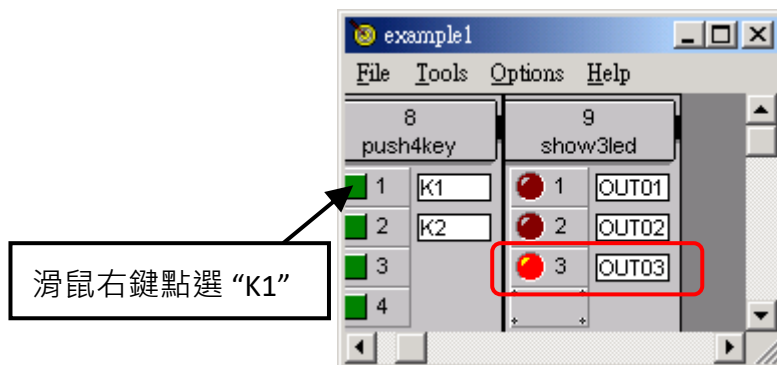 example1
File Tools Options Help
8 9
push4key show3led
1 K1 1 OUT01
2 K2 2 OUT02
3 3 OUT03
4
滑鼠右鍵點選 “K1”